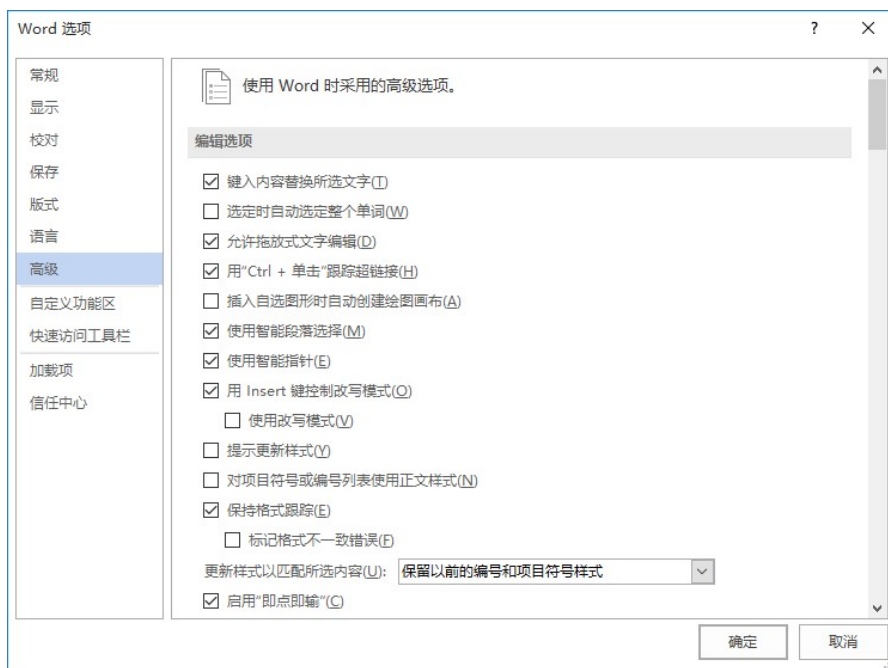 Word 选项
?
×
常规
显示
校对
保存
版式
语言
高级
自定义功能区
快速访问工具栏
加载项
信任中心
使用 Word 时采用的高级选项。
编辑选项
键入内容替换所选文字(T)
选定时自动选定整个单词(W)
允许拖放式文字编辑(D)
用"Ctrl + 单击"跟踪超链接(H)
插入自选图形时自动创建绘图画布(A)
使用智能段落选择(M)
使用智能指针(E)
用 Insert 键控制改写模式(O)
使用改写模式(V)
提示更新样式(Y)
对项目符号或编号列表使用正文样式(N)
保持格式跟踪(E)
标记格式不一致错误(F)
更新样式以匹配所选内容(U): 保留以前的编号和项目符号样式
启用"即点即输"(C)
确定 取消